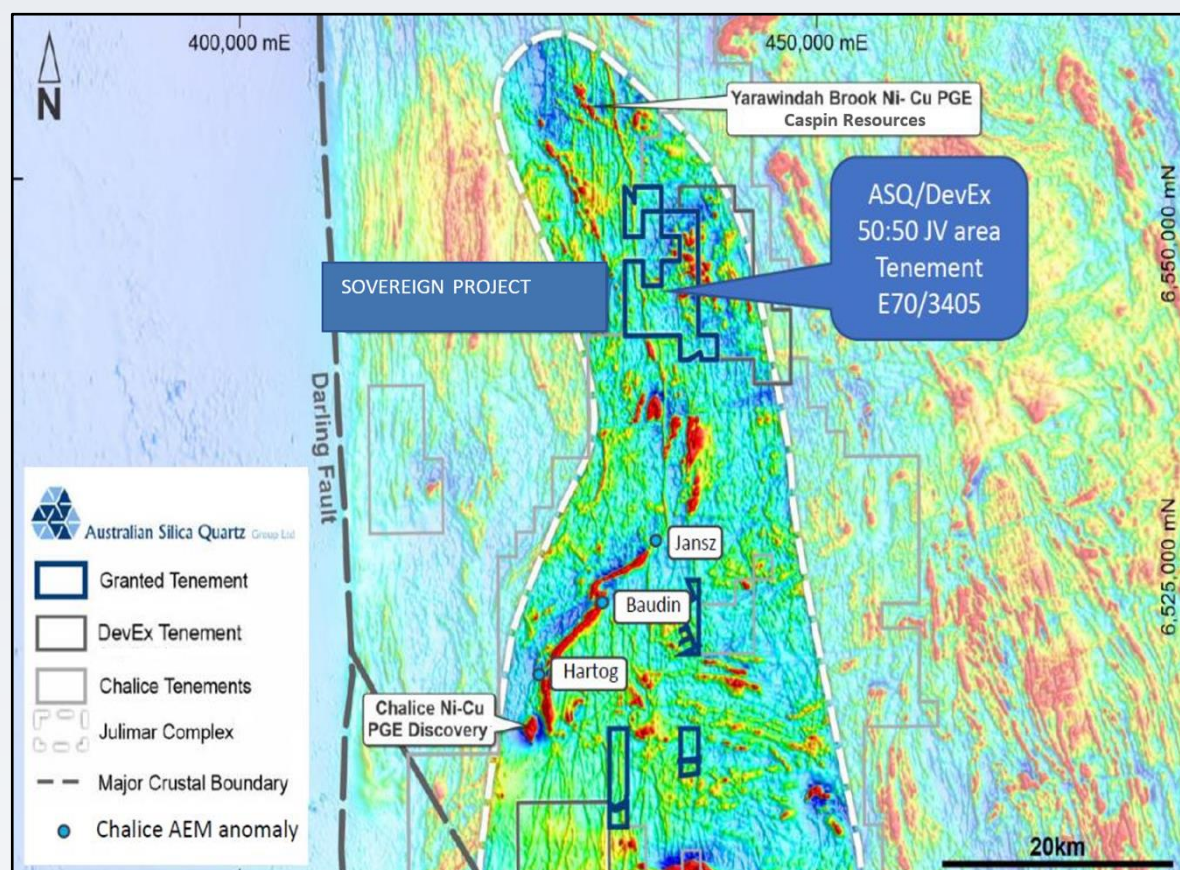 400,000 mE
450,000 mE
N
Yarawindah Brook Ni- Cu PGE
Caspin Resources
ASQ/DevEx
50:50 JV area
Tenement
E70/3405
6,550,000 mN
SOVEREIGN PROJECT
Darling Fault
Jansz
Baudin
Hartog
6,525,000 mN
Chalice Ni-Cu
PGE Discovery
Australian Silica Quartz Group Ltd
Granted Tenement
DevEx Tenement
Chalice Tenements
Julimar Complex
Major Crustal Boundary
Chalice AEM anomaly
20km